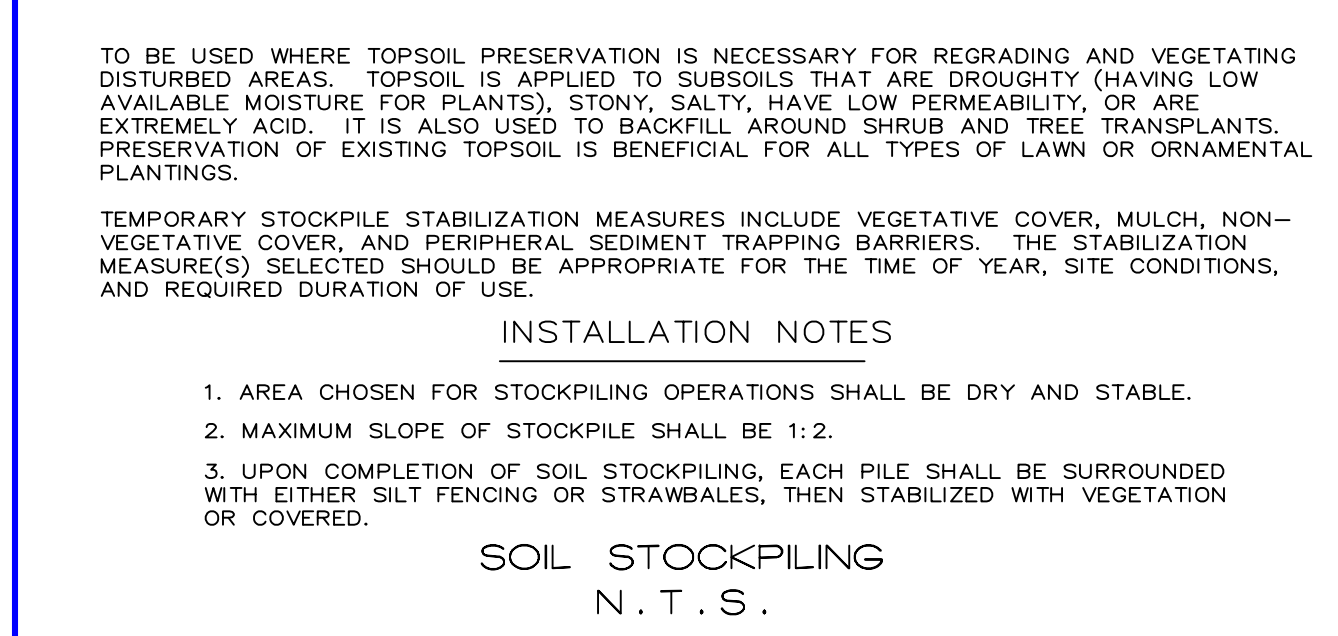 TO BE USED WHERE TOPSOIL PRESERVATION IS NECESSARY FOR REGRADING AND VEGETATING
DISTURBED AREAS. TOPSOIL IS APPLIED TO SUBSOILS THAT ARE DROUGHTY (HAVING LOW
AVAILABLE MOISTURE FOR PLANTS), STONY, SALTY, HAVE LOW PERMEABILITY, OR ARE
EXTREMELY ACID. IT IS ALSO USED TO BACKFILL AROUND SHRUB AND TREE TRANSPLANTS.
PRESERVATION OF EXISTING TOPSOIL IS BENEFICIAL FOR ALL TYPES OF LAWN OR ORNAMENTAL
PLANTINGS.
TEMPORARY STOCKPILE STABILIZATION MEASURES INCLUDE VEGETATIVE COVER, MULCH, NON–
VEGETATIVE COVER, AND PERIPHERAL SEDIMENT TRAPPING BARRIERS. THE STABILIZATION
MEASURE(S) SELECTED SHOULD BE APPROPRIATE FOR THE TIME OF YEAR, SITE CONDITIONS,
AND REQUIRED DURATION OF USE.
INSTALLATION NOTES
1. AREA CHOSEN FOR STOCKPILING OPERATIONS SHALL BE DRY AND STABLE.
2. MAXIMUM SLOPE OF STOCKPILE SHALL BE 1:2.
3. UPON COMPLETION OF SOIL STOCKPILING, EACH PILE SHALL BE SURROUNDED
WITH EITHER SILT FENCING OR STRAWBALES, THEN STABILIZED WITH VEGETATION
OR COVERED.
SOIL STOCKPILING
N.T.S.